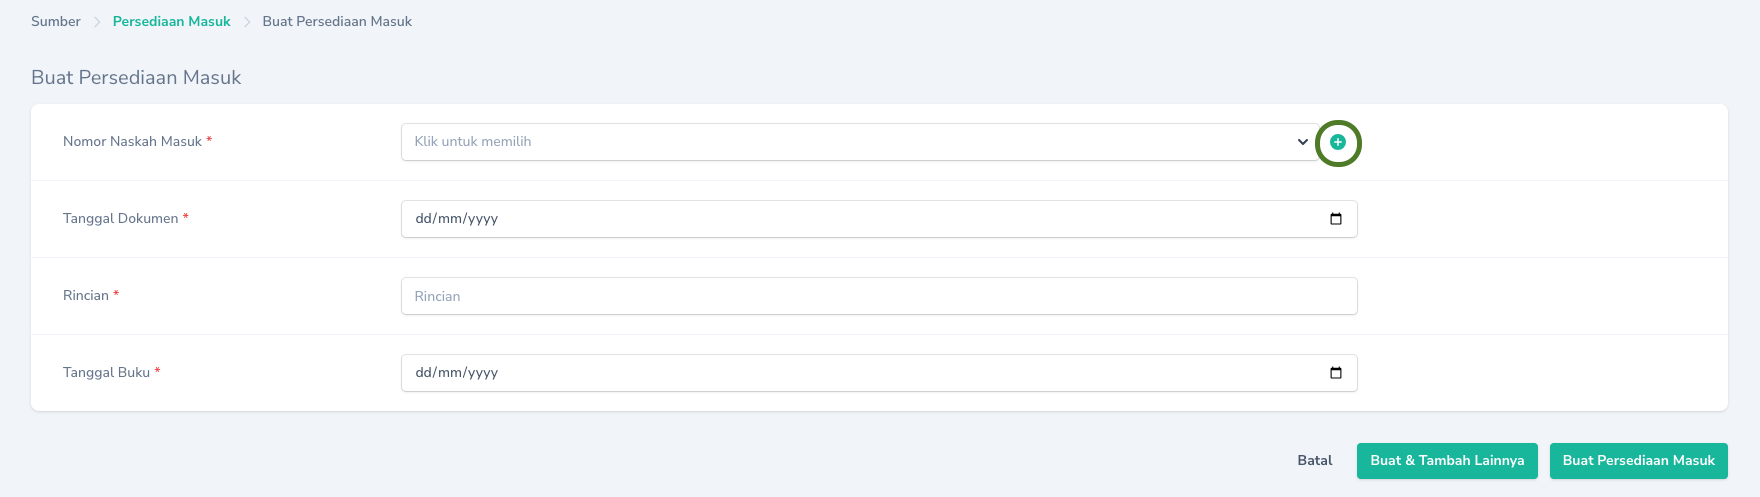 Sumber > Persediaan Masuk > Buat Persediaan Masuk
Buat Persediaan Masuk
Nomor Naskah Masuk * Klik untuk memilih
Tanggal Dokumen * dd/mm/yyyy
Rincian * Rincian
Tanggal Buku * dd/mm/yyyy
Batal Buat & Tambah Lainnya Buat Persediaan Masuk